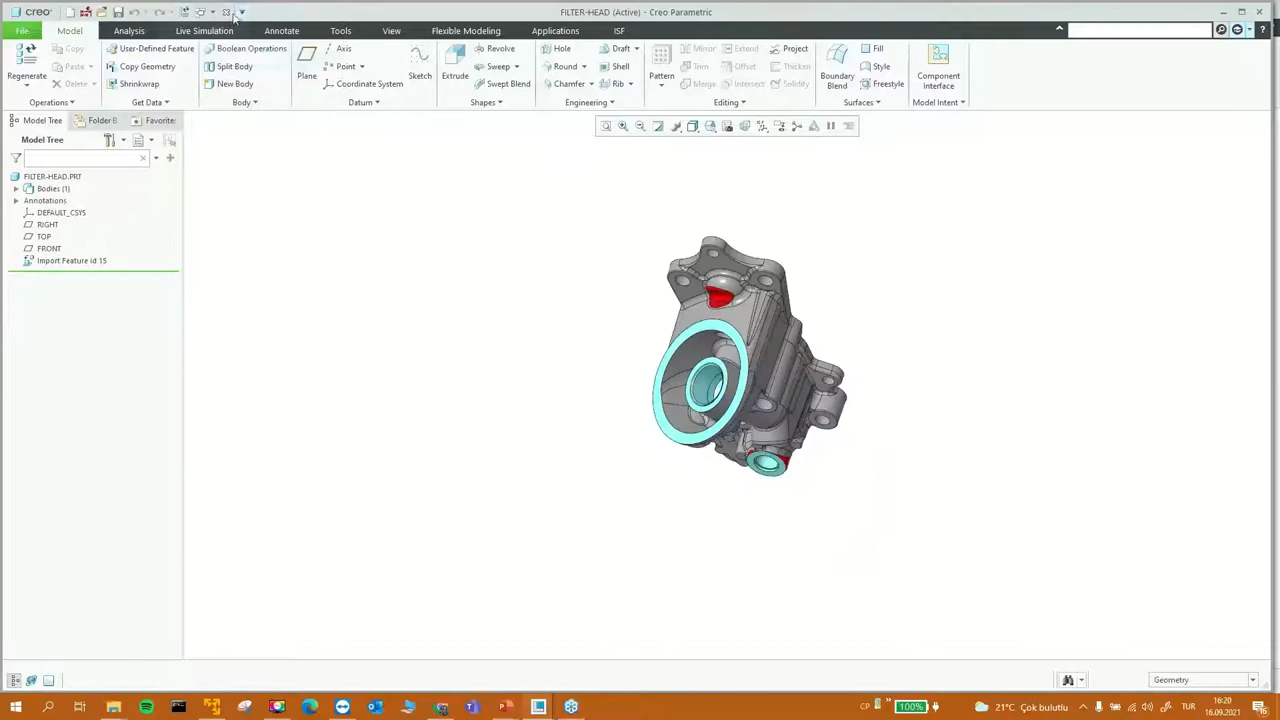 creo
FILTER-HEAD (Active) - Creo Parametric
File
Model
Analysis
Live Simulation
Annotate
Tools
View
Flexible Modeling
Applications
ISF
Regenerate
Copy
Paste
Delete
Operations
User-Defined Feature
Copy Geometry
Shrinkwrap
Get Data
Boolean Operations
Split Body
New Body
Body
Plane
Axis
Point
Coordinate System
Sketch
Datum
Extrude
Revolve
Sweep
Swept Blend
Shapes
Hole
Round
Chamfer
Draft
Shell
Rib
Engineering
Pattern
Mirror
Trim
Merge
Extend
Offset
Intersect
Project
Thicken
Solidify
Editing
Boundary
Blend
Fill
Style
Freestyle
Surfaces
Component
Interface
Model Intent
Model Tree
Folder B
Favorite
Model Tree
FILTER-HEAD.PRT
Bodies (1)
Annotations
DEFAULT_CSYS
RIGHT
TOP
FRONT
Import Feature id 15
Geometry
CP
100%
21°C Çok bulutlu
TUR
16:20
16.09.2021